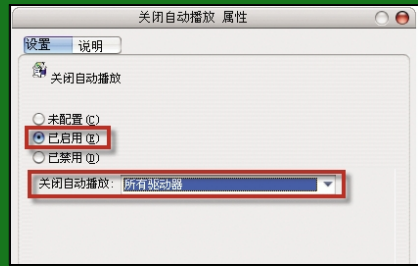 关闭自动播放 属性
设置 说明
关闭自动播放
未配置(C)
已启用(E)
已禁用(D)
关闭自动播放: 所有驱动器